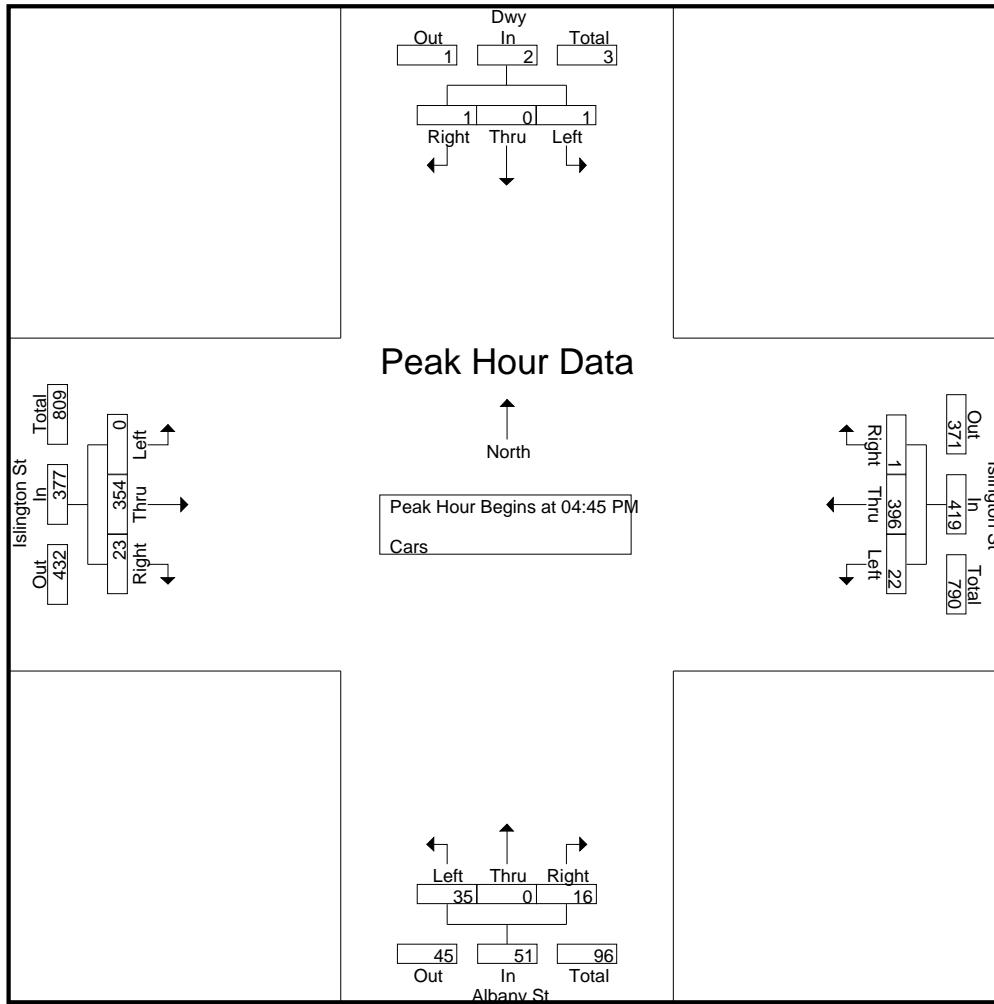 Dwy
Out In Total
1 2 3
1 0 1
Right Thru Left
Peak Hour Data
North
Peak Hour Begins at 04:45 PM
Cars
Islington St
Total In Out
809 377 432
0 354 23
Left Thru Right
Right Thru Left
1 396 22
371 419 790
Out In Total
Islington St
Left Thru Right
35 0 16
45 51 96
Out In Total
Albany St